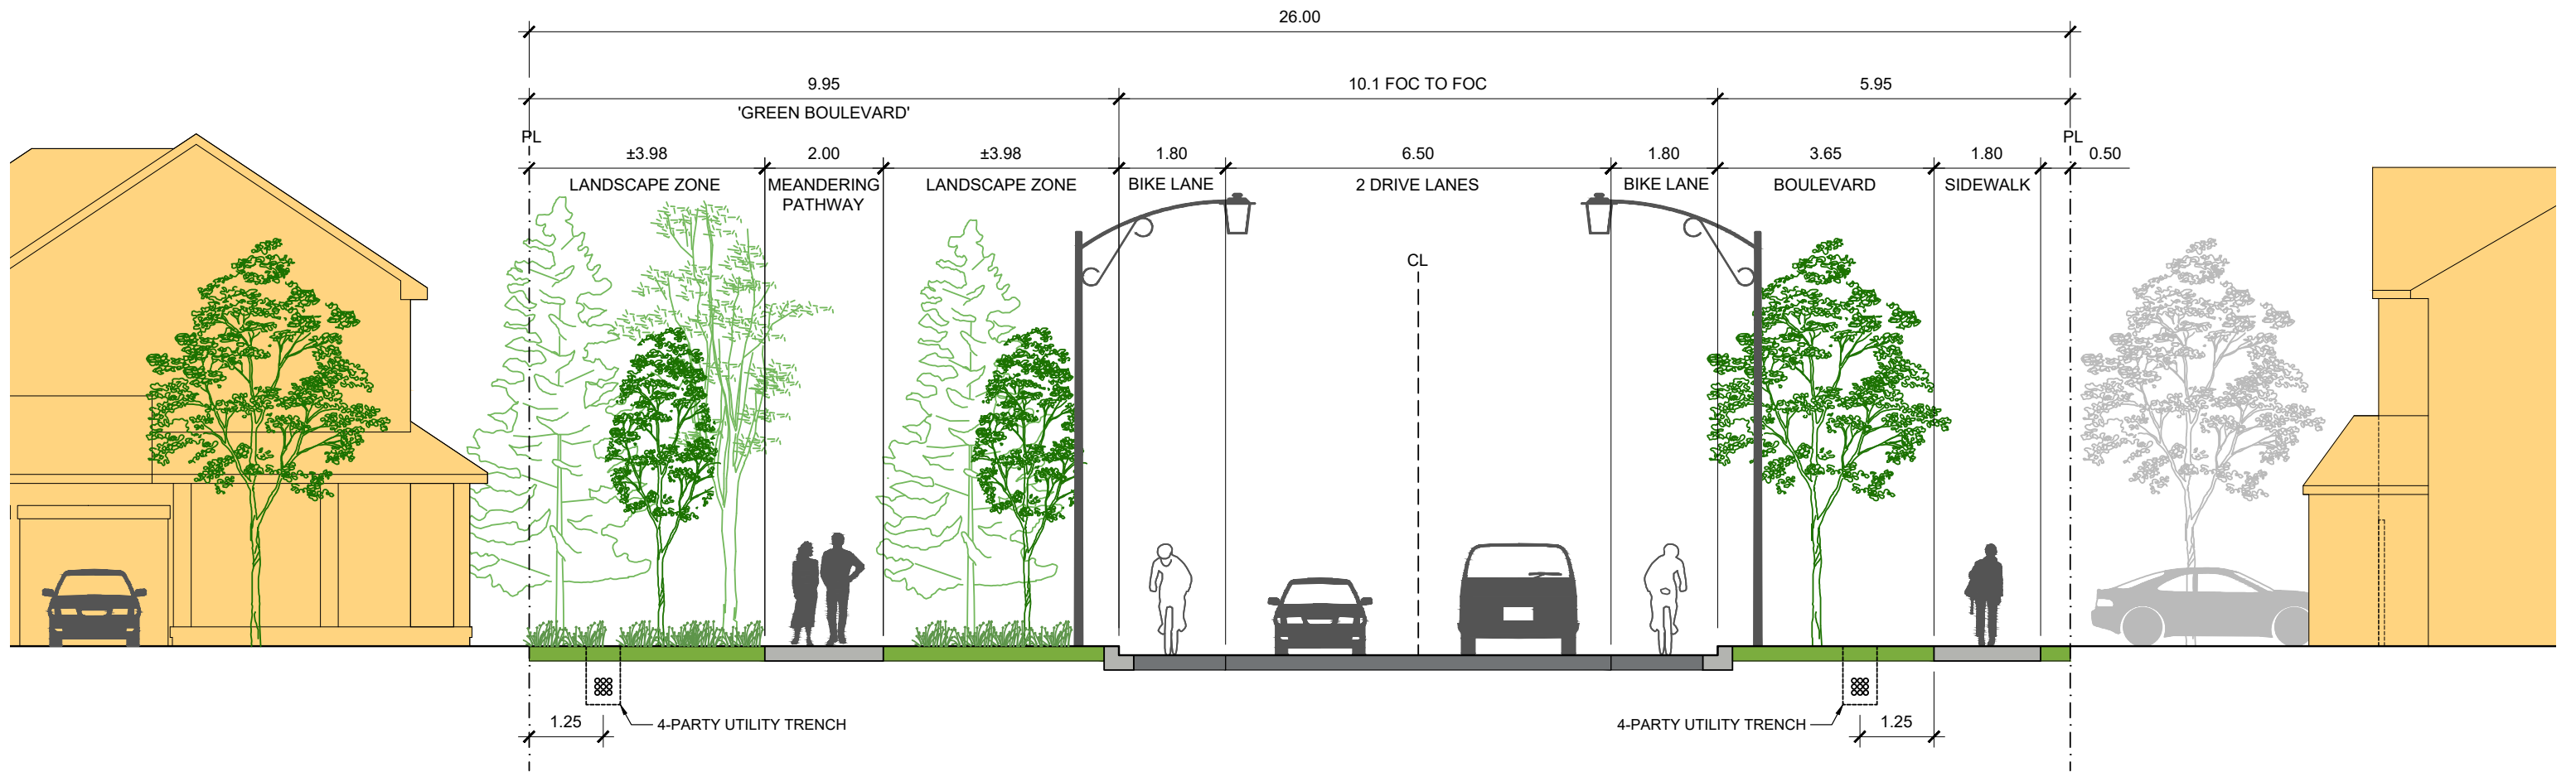 26.00
9.95
10.1 FOC TO FOC
5.95
'GREEN BOULEVARD'
PL
PL
±3.98
2.00
±3.98
1.80
6.50
1.80
3.65
1.80
0.50
LANDSCAPE ZONE
MEANDERING
PATHWAY
LANDSCAPE ZONE
BIKE LANE
2 DRIVE LANES
BIKE LANE
BOULEVARD
SIDEWALK
CL
1.25
4-PARTY UTILITY TRENCH
4-PARTY UTILITY TRENCH
1.25